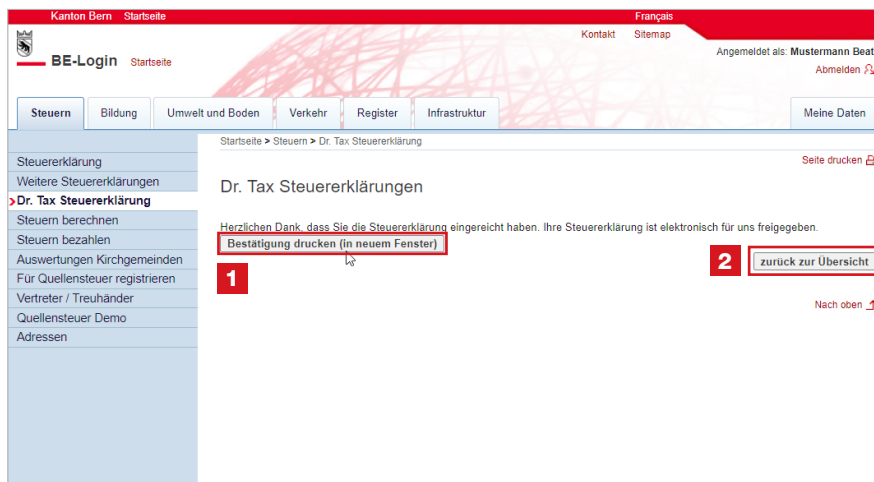 Kanton Bern Startseite Français
Kontakt Sitemap
BE-Login Startseite
Angemeldet als: Mustermann Beat
Abmelden
Steuern Bildung Umwelt und Boden Verkehr Register Infrastruktur Meine Daten
Startseite > Steuern > Dr. Tax Steuererklärung
Seite drucken
Steuererklärung
Weitere Steuererklärungen
Dr. Tax Steuererklärung
Steuern berechnen
Steuern bezahlen
Auswertungen Kirchgemeinden
Für Quellensteuer registrieren
Vertreter / Treuhänder
Quellensteuer Demo
Adressen
Dr. Tax Steuererklärungen
Herzlichen Dank, dass Sie die Steuererklärung eingereicht haben. Ihre Steuererklärung ist elektronisch für uns freigegeben.
Bestätigung drucken (in neuem Fenster)
1
2 zurück zur Übersicht
Nach oben